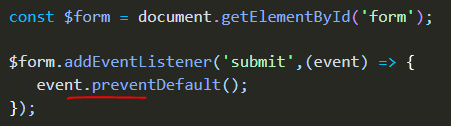 const $form = document.getElementById('form');
$form.addEventListener('submit',(event) => {
event.preventDefault();
});